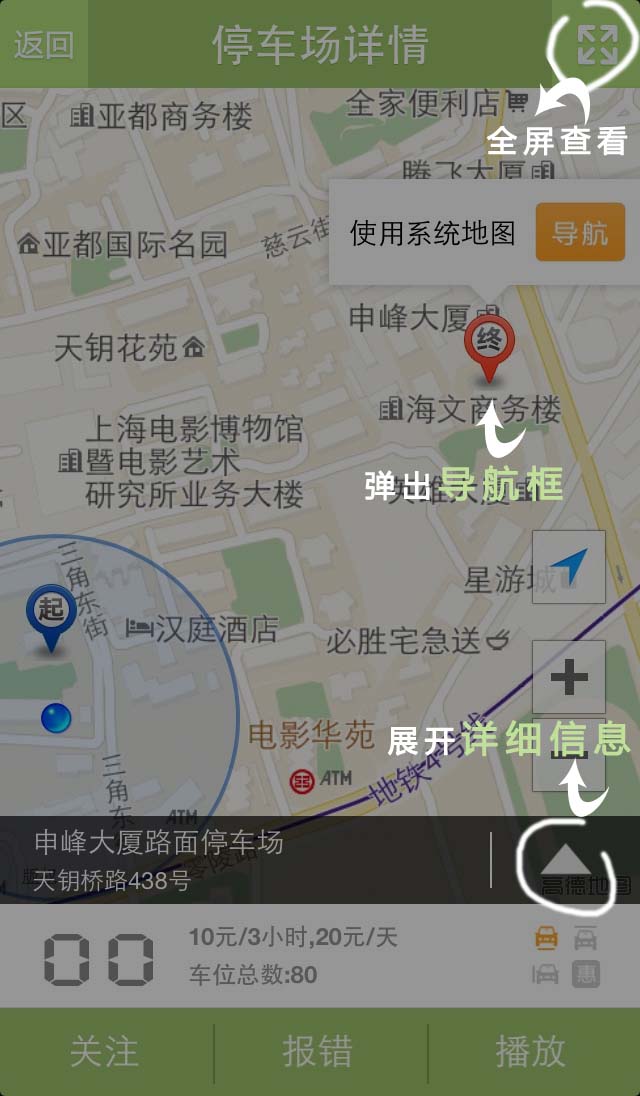 返回
停车场详情
区
亚都商务楼
全家便利店
全屏查看
腾飞大厦
亚都国际名园
慈云街
使用系统地图
导航
天钥花苑
申峰大厦
终
海文商务楼
上海电影博物馆
暨电影艺术
研究所业务大楼
弹出导航框
三角东街
起
星游城
汉庭酒店
必胜宅急送
电影华苑
展开详细信息
ATM
地铁4号线
三角东
ATM
零陵路
申峰大厦路面停车场
天钥桥路438号
高德地图
00
10元/3小时,20元/天
车位总数:80
惠
关注
报错
播放